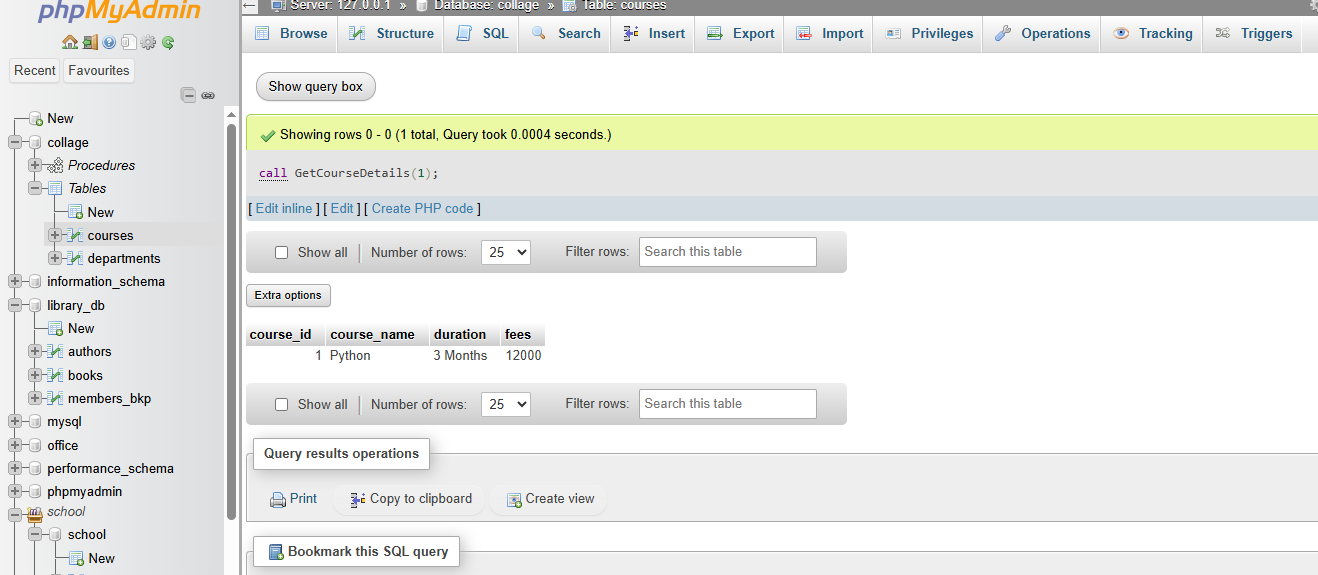 phpMyAdmin
Recent Favourites
New
collage
Procedures
Tables
New
courses
departments
information_schema
library_db
New
authors
books
members_bkp
mysql
office
performance_schema
phpmyadmin
school
school
New
Server: 127.0.0.1 » Database: collage » Table: courses
Browse Structure SQL Search Insert Export Import Privileges Operations Tracking Triggers
Show query box
Showing rows 0 - 0 (1 total, Query took 0.0004 seconds.)
call GetCourseDetails(1);
[ Edit inline ] [ Edit ] [ Create PHP code ]
Show all | Number of rows: 25 Filter rows: Search this table
Extra options
course_id course_name duration fees
1 Python 3 Months 12000
Show all | Number of rows: 25 Filter rows: Search this table
Query results operations
Print Copy to clipboard Create view
Bookmark this SQL query